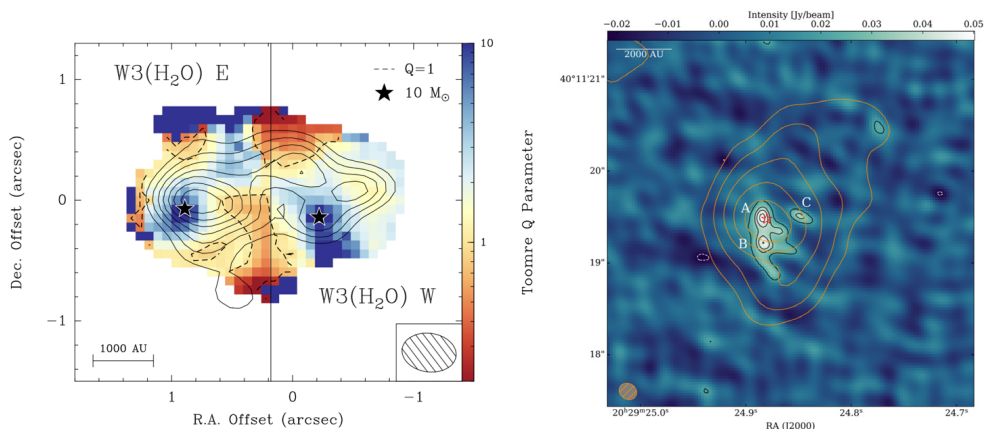 W3(H₂O) E
Q=1
10 M☉
W3(H₂O) W
1000 AU
1
0
−1
1
0
−1
R.A. Offset (arcsec)
Dec. Offset (arcsec)
10
1
Toomre Q Parameter
Intensity [Jy/beam]
−0.02
−0.01
0.00
0.01
0.02
0.03
0.04
0.05
2000 AU
40°11'21"
20"
19"
18"
A
C
B
20ʰ29ᵐ25.0ˢ
24.9ˢ
24.8ˢ
24.7ˢ
RA (J2000)